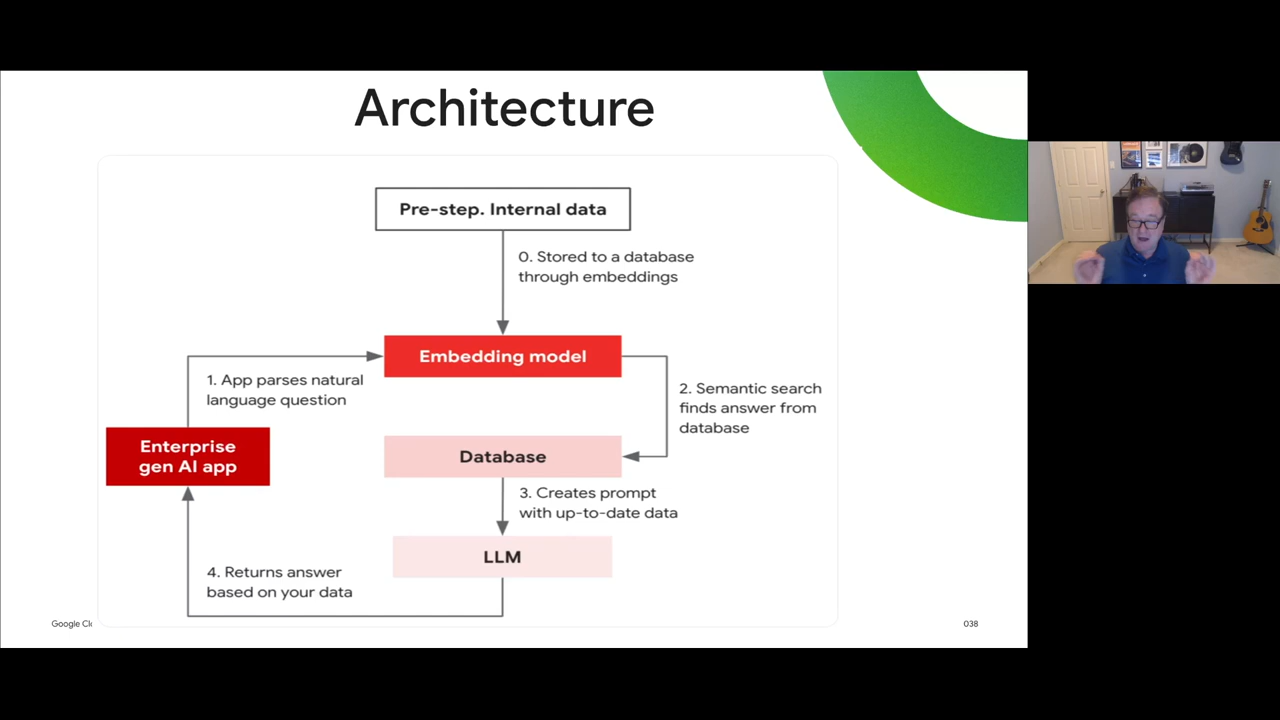 Architecture
Pre-step. Internal data
0. Stored to a database
through embeddings
Embedding model
1. App parses natural
language question
2. Semantic search
finds answer from
database
Enterprise
gen AI app
Database
3. Creates prompt
with up-to-date data
LLM
4. Returns answer
based on your data
Google
038